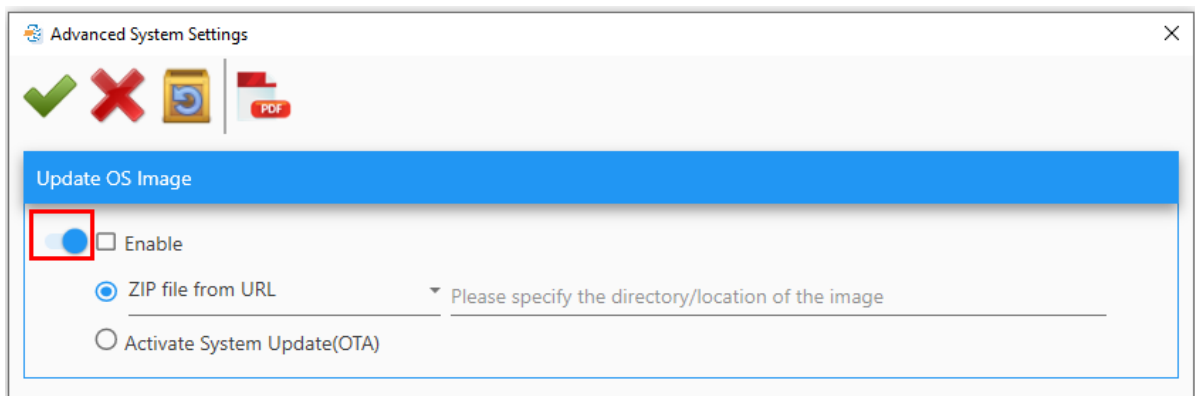 Advanced System Settings
PDF
Update OS Image
Enable
ZIP file from URL Please specify the directory/location of the image
Activate System Update(OTA)